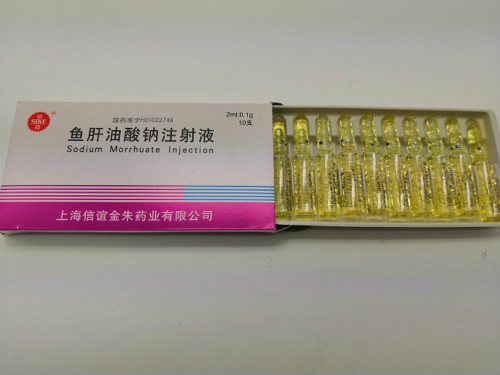 SINE
国药准字H31022749
2ml:0.1g
10支
鱼肝油酸钠注射液
Sodium Morrhuate Injection
上海信谊金朱药业有限公司